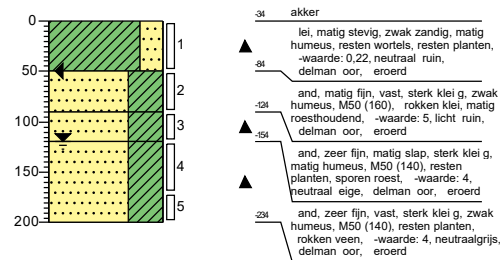 0
50
100
150
200
1
2
3
4
5
-34
akker
lei, matig stevig, zwak zandig, matig
humeus, resten wortels, resten planten,
-waarde: 0,22, neutraal ruin,
-84
delman oor, eroerd
and, matig fijn, vast, sterk klei g, zwak
-124
humeus, M50 (160), rokken klei, matig
roesthoudend, -waarde: 5, licht ruin,
-154
delman oor, eroerd
and, zeer fijn, matig slap, sterk klei g,
matig humeus, M50 (140), resten
planten, sporen roest, -waarde: 4,
neutraal eige, delman oor, eroerd
-234
and, zeer fijn, vast, sterk klei g, zwak
humeus, M50 (140), resten planten,
rokken veen, -waarde: 4, neutraalgrijs,
delman oor, eroerd